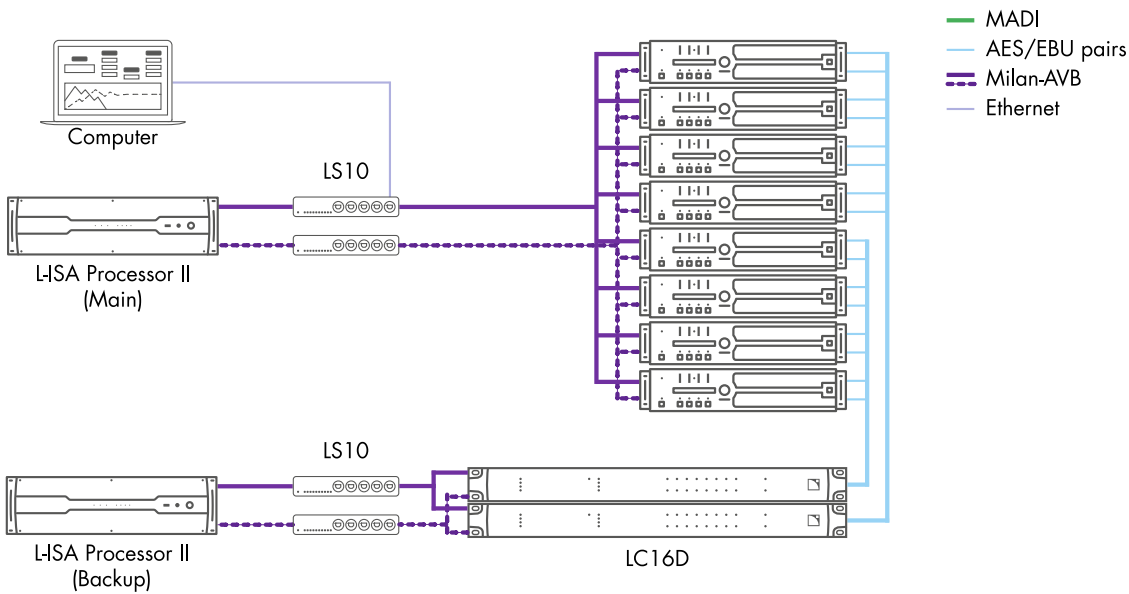 MADI
AES/EBU pairs
Milan-AVB
Ethernet
Computer
LS10
L-ISA Processor II
(Main)
LS10
L-ISA Processor II
(Backup)
LC16D